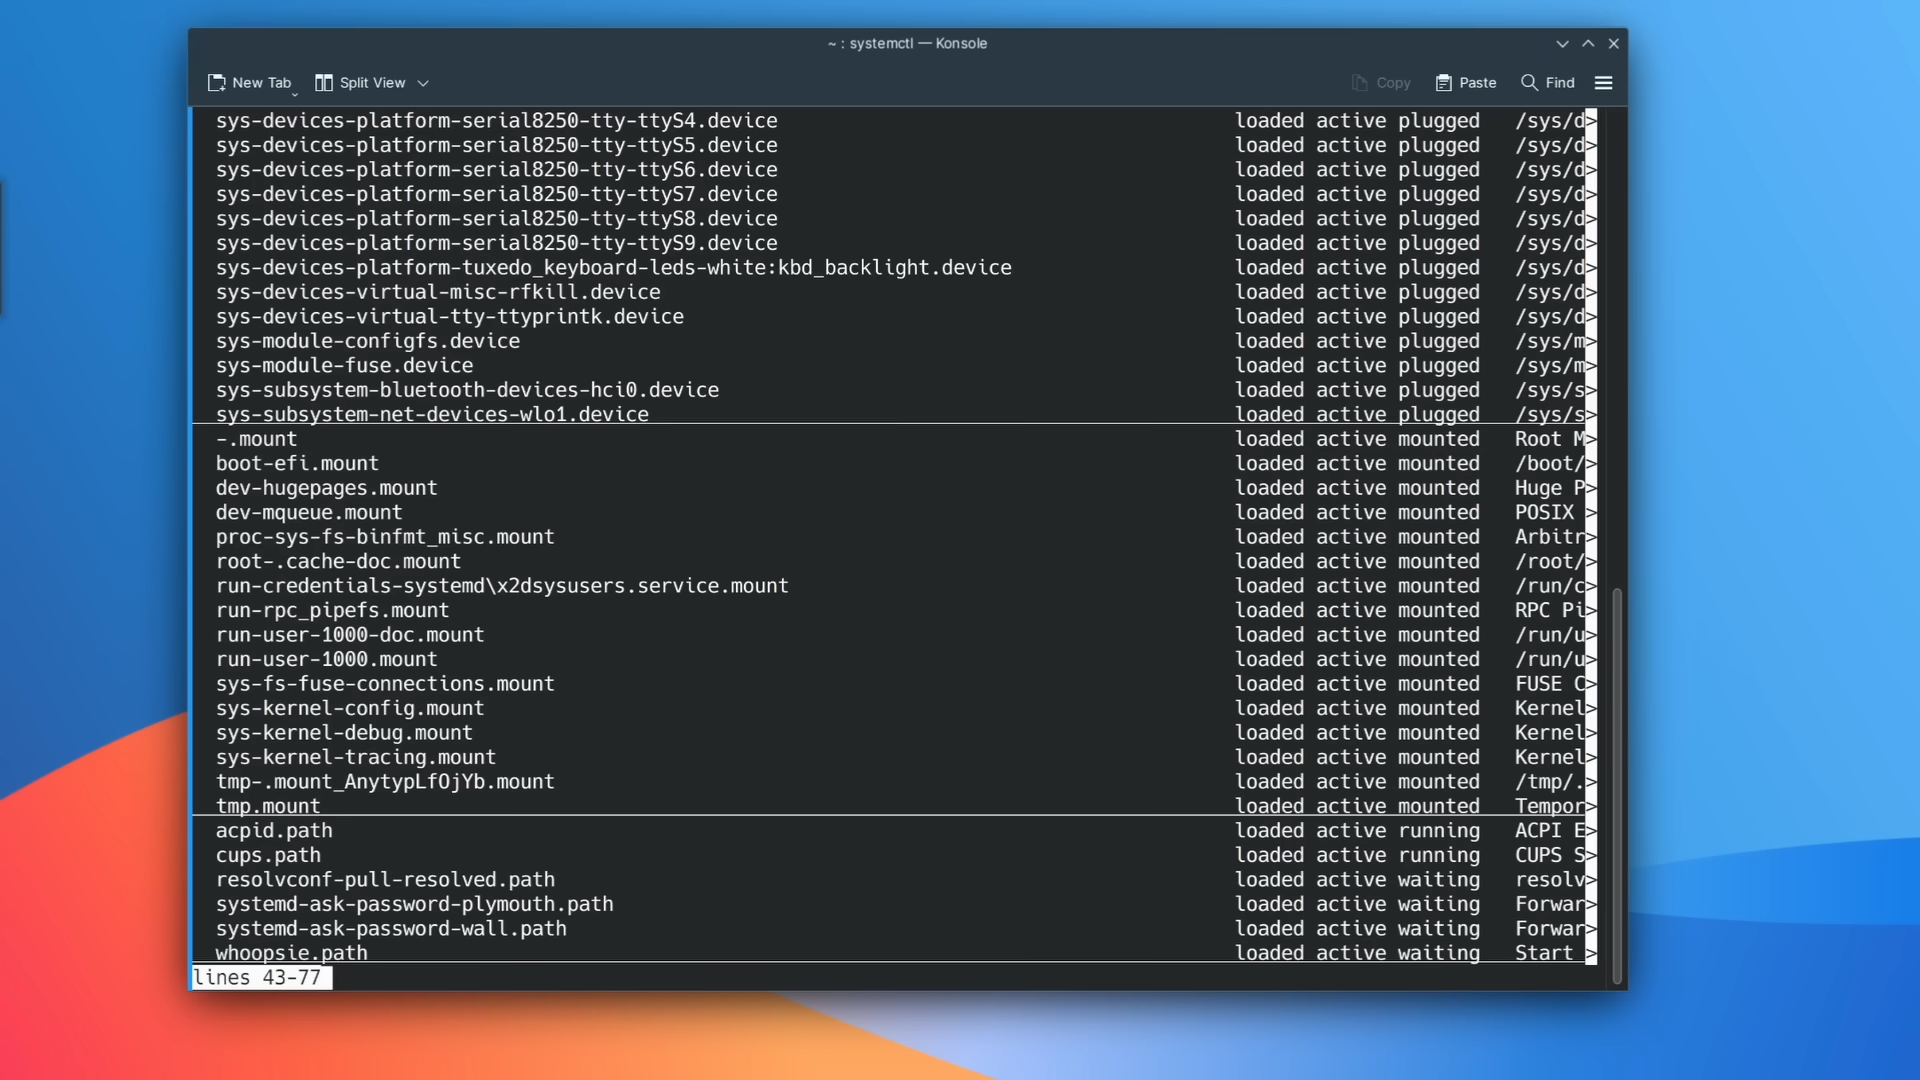 ~ : systemctl — Konsole
New Tab Split View Copy Paste Find
sys-devices-platform-serial8250-tty-ttyS4.device loaded active plugged /sys/d>
sys-devices-platform-serial8250-tty-ttyS5.device loaded active plugged /sys/d>
sys-devices-platform-serial8250-tty-ttyS6.device loaded active plugged /sys/d>
sys-devices-platform-serial8250-tty-ttyS7.device loaded active plugged /sys/d>
sys-devices-platform-serial8250-tty-ttyS8.device loaded active plugged /sys/d>
sys-devices-platform-serial8250-tty-ttyS9.device loaded active plugged /sys/d>
sys-devices-platform-tuxedo_keyboard-leds-white:kbd_backlight.device loaded active plugged /sys/d>
sys-devices-virtual-misc-rfkill.device loaded active plugged /sys/d>
sys-devices-virtual-tty-ttyprintk.device loaded active plugged /sys/d>
sys-module-configfs.device loaded active plugged /sys/m>
sys-module-fuse.device loaded active plugged /sys/m>
sys-subsystem-bluetooth-devices-hci0.device loaded active plugged /sys/s>
sys-subsystem-net-devices-wlo1.device loaded active plugged /sys/s>
-.mount loaded active mounted Root M>
boot-efi.mount loaded active mounted /boot/>
dev-hugepages.mount loaded active mounted Huge P>
dev-mqueue.mount loaded active mounted POSIX >
proc-sys-fs-binfmt_misc.mount loaded active mounted Arbitr>
root-.cache-doc.mount loaded active mounted /root/>
run-credentials-systemd\x2dsysusers.service.mount loaded active mounted /run/c>
run-rpc_pipefs.mount loaded active mounted RPC Pi>
run-user-1000-doc.mount loaded active mounted /run/u>
run-user-1000.mount loaded active mounted /run/u>
sys-fs-fuse-connections.mount loaded active mounted FUSE C>
sys-kernel-config.mount loaded active mounted Kernel>
sys-kernel-debug.mount loaded active mounted Kernel>
sys-kernel-tracing.mount loaded active mounted Kernel>
tmp-.mount_AnytypLfOjYb.mount loaded active mounted /tmp/.>
tmp.mount loaded active mounted Tempor>
acpid.path loaded active running ACPI E>
cups.path loaded active running CUPS S>
resolvconf-pull-resolved.path loaded active waiting resolv>
systemd-ask-password-plymouth.path loaded active waiting Forwar>
systemd-ask-password-wall.path loaded active waiting Forwar>
whoopsie.path loaded active waiting Start >
lines 43-77